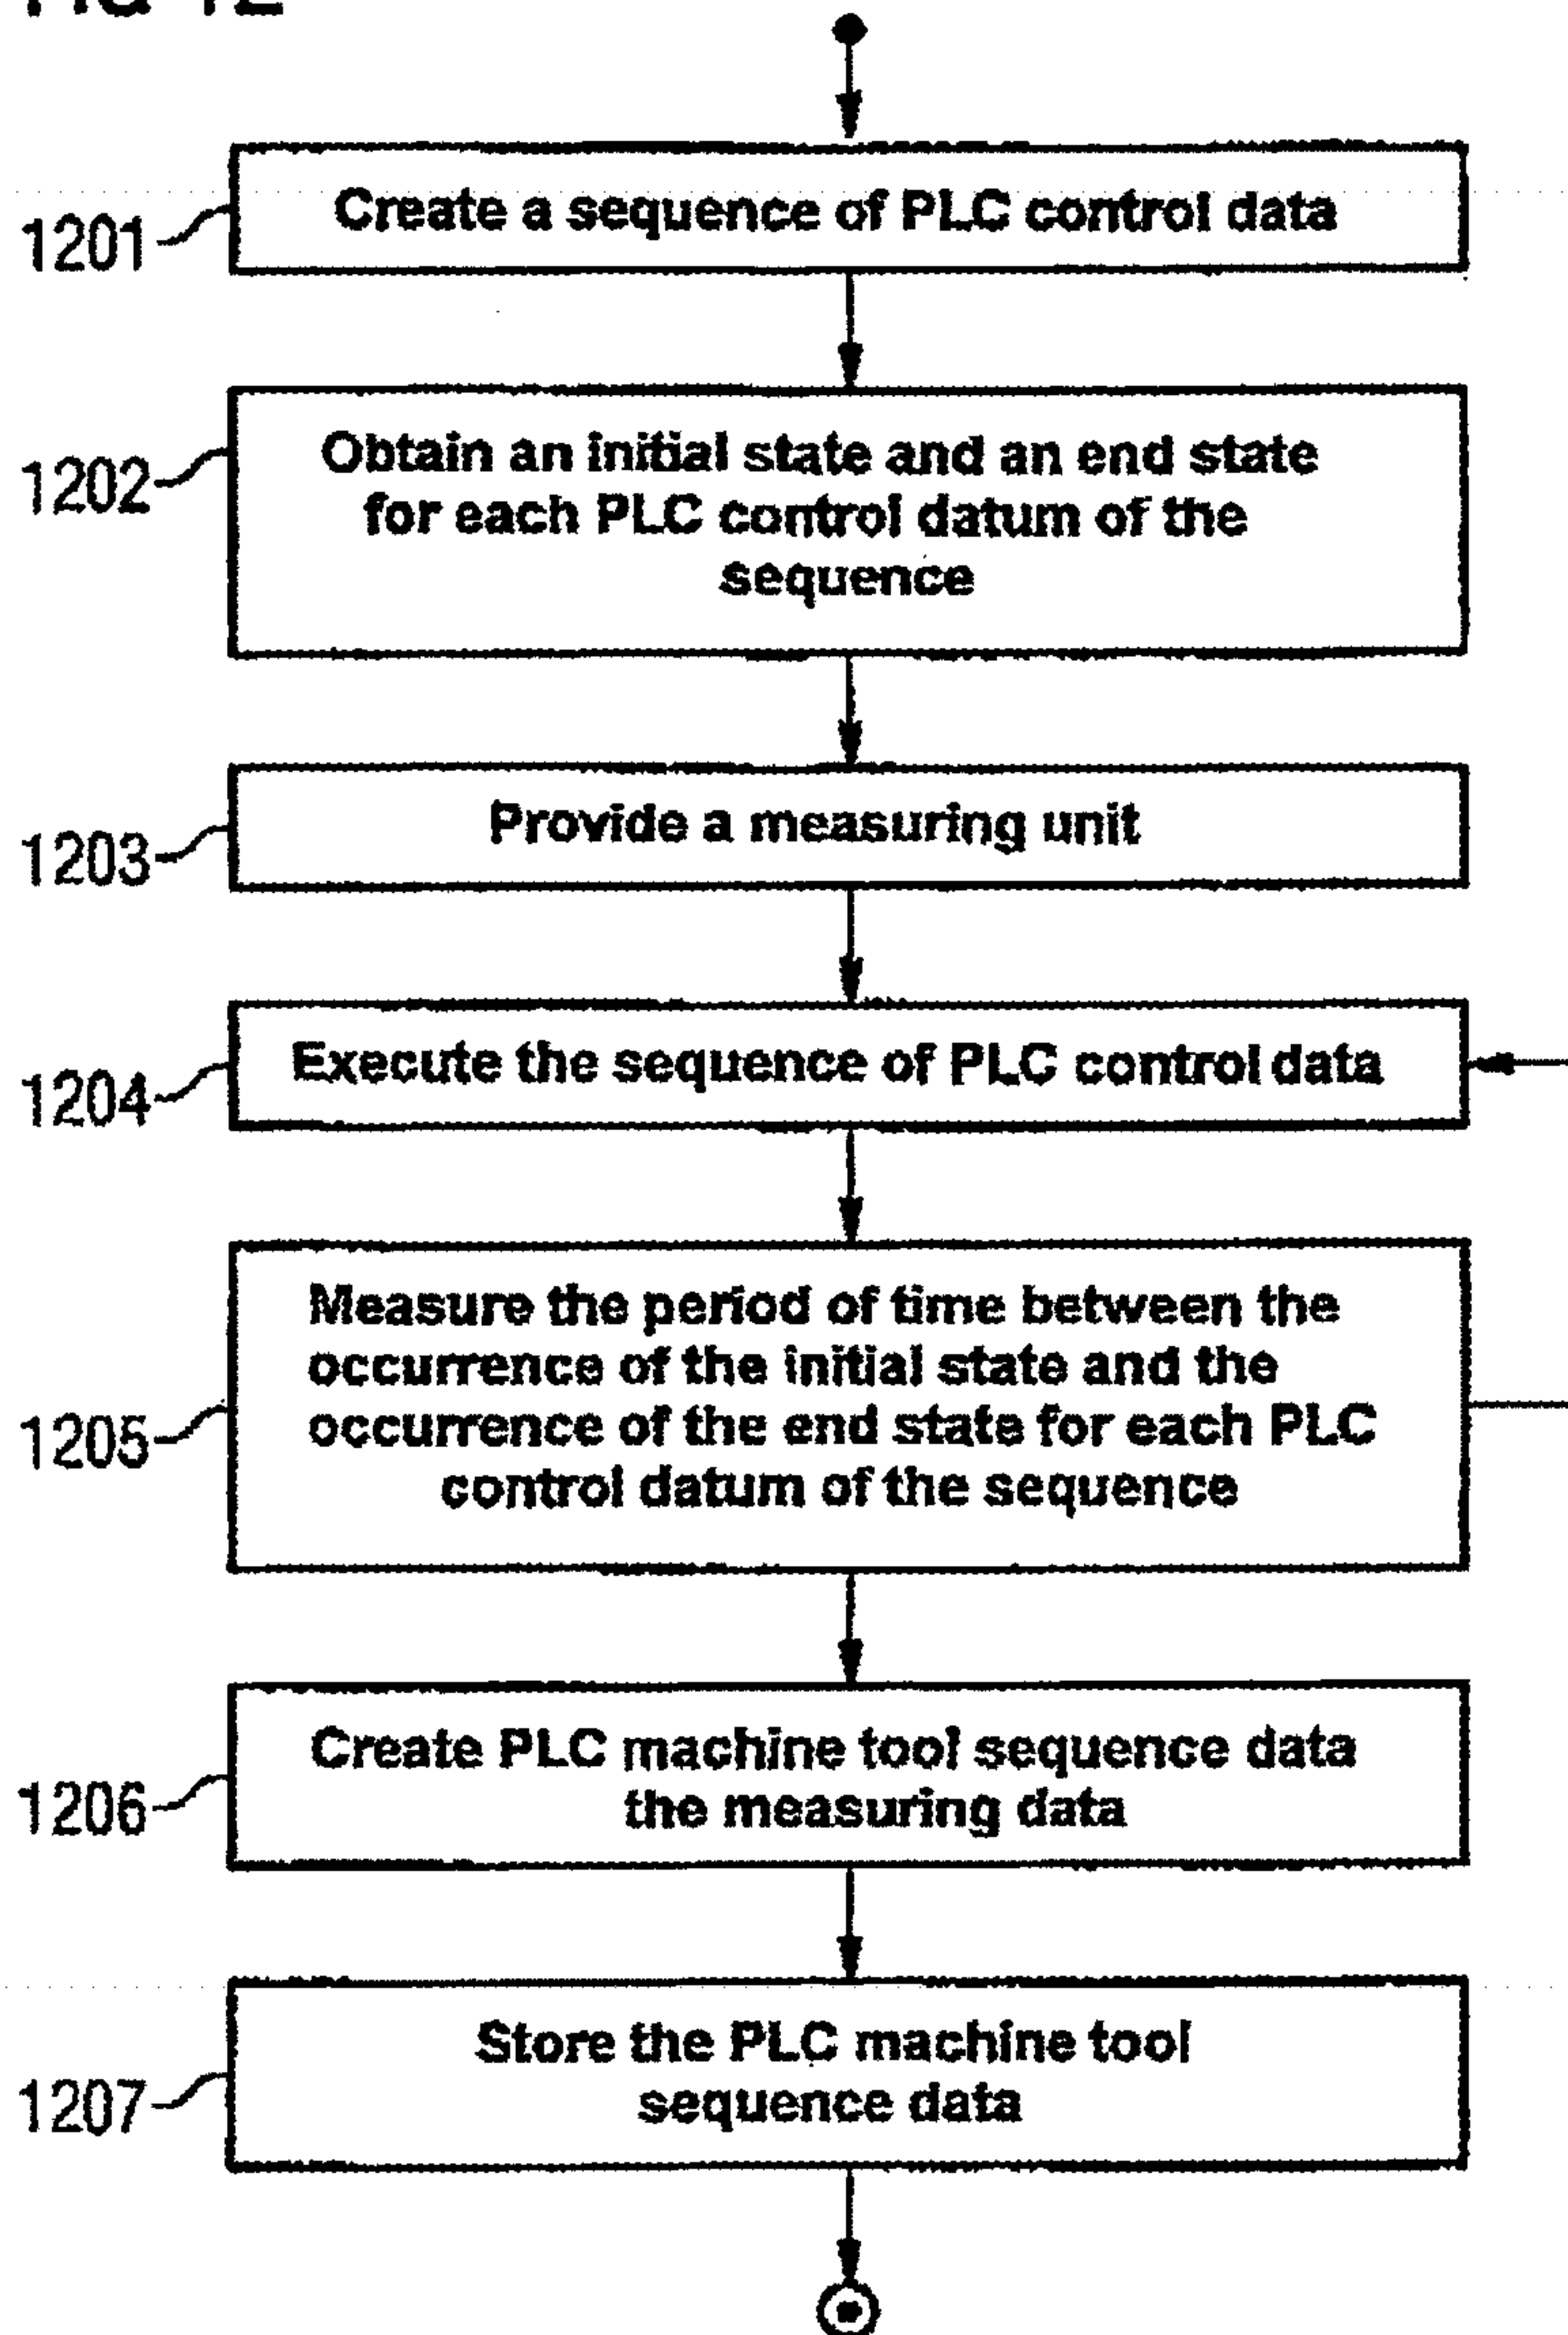 FIG 12
1201
Create a sequence of PLC control data
1202
Obtain an initial state and an end state
for each PLC control datum of the
sequence
1203
Provide a measuring unit
1204
Execute the sequence of PLC control data
1205
Measure the period of time between the
occurrence of the initial state and the
occurrence of the end state for each PLC
control datum of the sequence
1206
Create PLC machine tool sequence data
the measuring data
1207
Store the PLC machine tool
sequence data